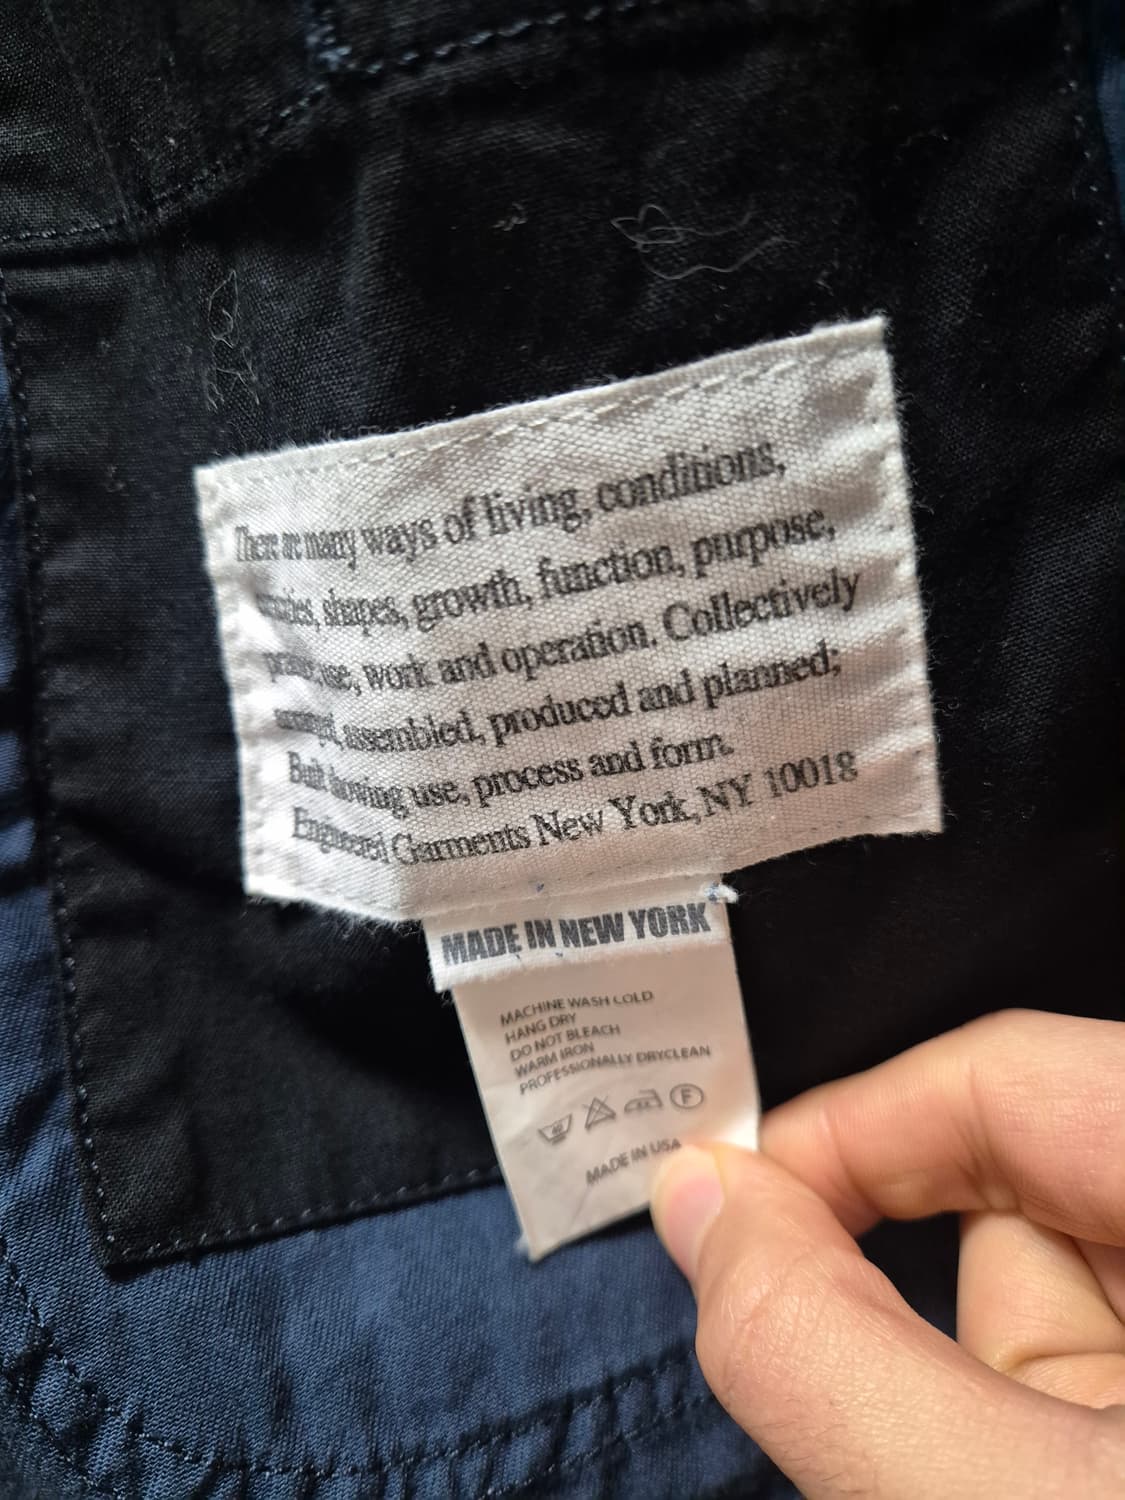 There are many ways of living, conditions,
shapes, growth, function, purpose,
use, work and operation. Collectively
assembled, produced and planned;
Built having use, process and form.
Engineered Garments New York, NY 10018
MADE IN NEW YORK
MACHINE WASH COLD
HANG DRY
DO NOT BLEACH
WARM IRON
PROFESSIONALLY DRYCLEAN
40
F
MADE IN USA